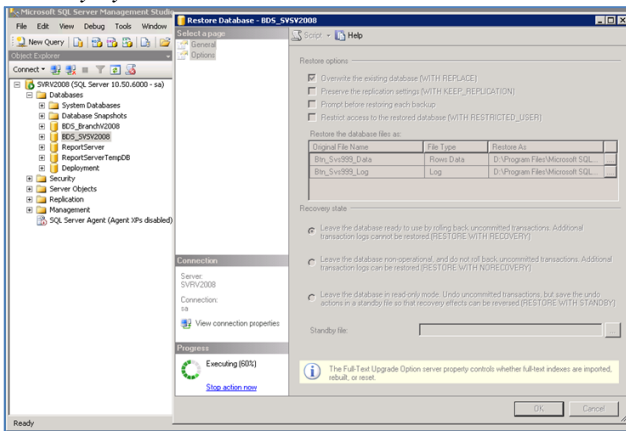 Microsoft SQL Server Management Studio
File Edit View Debug Tools Window
New Query
Object Explorer
Connect
SVRV2008 (SQL Server 10.50.6000 - sa)
Databases
System Databases
Database Snapshots
BDS_BranchV2008
BDS_SVSV2008
ReportServer
ReportServerTempDB
Deployment
Security
Server Objects
Replication
Management
SQL Server Agent (Agent XPs disabled)
Ready
Restore Database - BDS_SVSV2008
Select a page
General
Options
Script Help
Restore options
Overwrite the existing database (WITH REPLACE)
Preserve the replication settings (WITH KEEP_REPLICATION)
Prompt before restoring each backup
Restrict access to the restored database (WITH RESTRICTED_USER)
Restore the database files as:
Original File Name File Type Restore As
Btn_Svs999_Data Rows Data D:\Program Files\Microsoft SQL... ...
Btn_Svs999_Log Log D:\Program Files\Microsoft SQL... ...
Recovery state
Leave the database ready to use by rolling back uncommitted transactions. Additional
transaction logs cannot be restored.(RESTORE WITH RECOVERY)
Leave the database non-operational, and do not roll back uncommitted transactions. Additional
transaction logs can be restored.(RESTORE WITH NORECOVERY)
Leave the database in read-only mode. Undo uncommitted transactions, but save the undo
actions in a standby file so that recovery effects can be reversed.(RESTORE WITH STANDBY)
Standby file:
...
Connection
Server:
SVRV2008
Connection:
sa
View connection properties
Progress
Executing (60%)
Stop action now
The Full-Text Upgrade Option server property controls whether full-text indexes are imported,
rebuilt, or reset.
OK Cancel